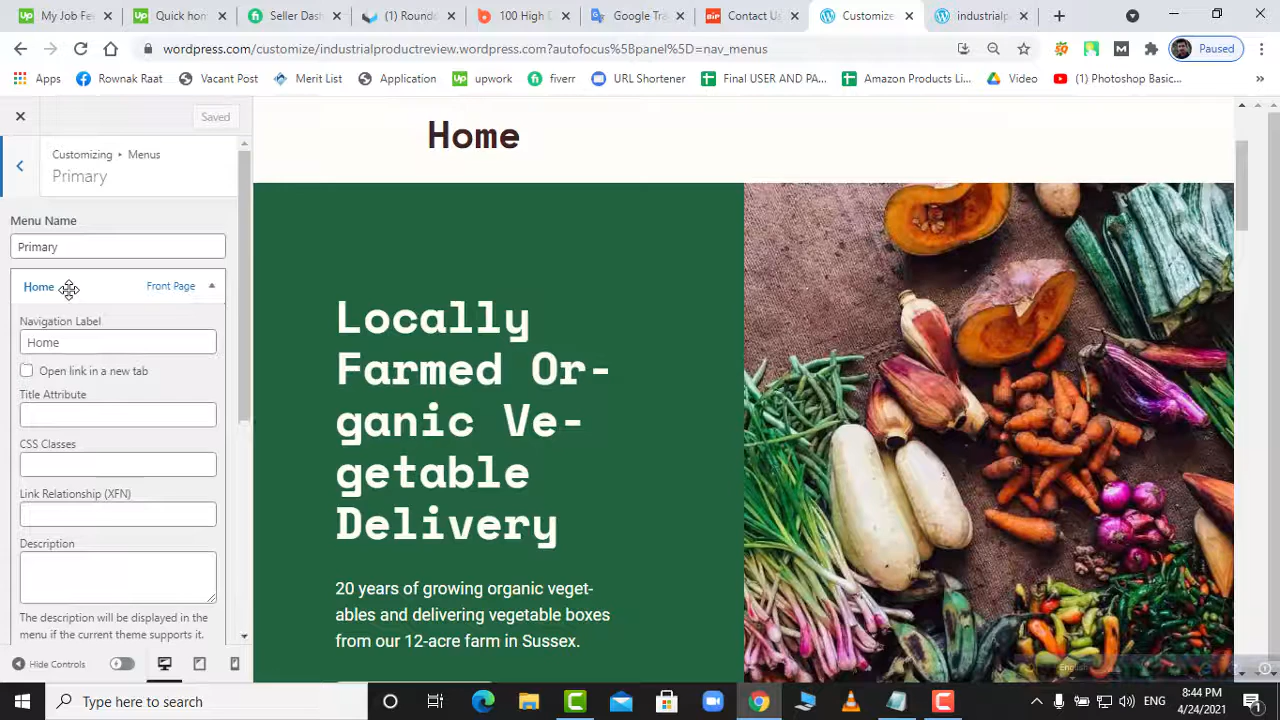 My Job Fe
Quick hon
Seller Das
(1) Round
100 High D
Google Tra
Contact Us
Customize
industrialp
wordpress.com/customize/industrialproductreview.wordpress.com?autofocus%5Bpanel%5D=nav_menus
Paused
Apps
Rownak Raat
Vacant Post
Merit List
Application
upwork
fiverr
URL Shortener
Final USER AND PA...
Amazon Products Li...
Video
(1) Photoshop Basic...
Saved
Customizing ▸ Menus
Primary
Menu Name
Primary
Home
Front Page
Navigation Label
Home
Open link in a new tab
Title Attribute
CSS Classes
Link Relationship (XFN)
Description
The description will be displayed in the
menu if the current theme supports it.
Hide Controls
Home
Locally
Farmed Or-
ganic Ve-
getable
Delivery
20 years of growing organic veget-
ables and delivering vegetable boxes
from our 12-acre farm in Sussex.
English
Type here to search
ENG
8:44 PM
4/24/2021